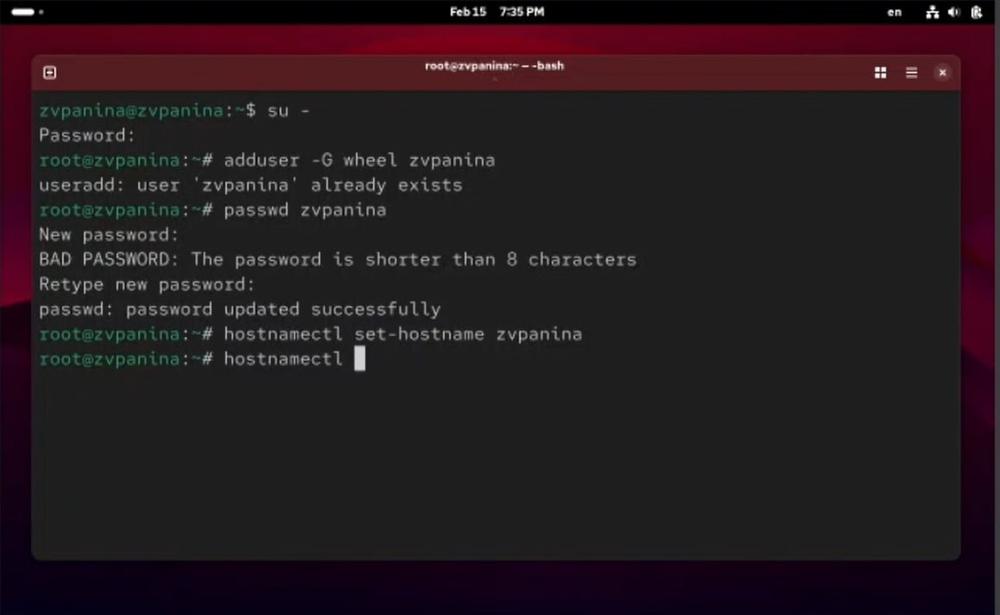 Feb 15 7:35 PM
en
root@zvpanina:~ — -bash
zvpanina@zvpanina:~$ su -
Password:
root@zvpanina:~# adduser -G wheel zvpanina
useradd: user 'zvpanina' already exists
root@zvpanina:~# passwd zvpanina
New password:
BAD PASSWORD: The password is shorter than 8 characters
Retype new password:
passwd: password updated successfully
root@zvpanina:~# hostnamectl set-hostname zvpanina
root@zvpanina:~# hostnamectl